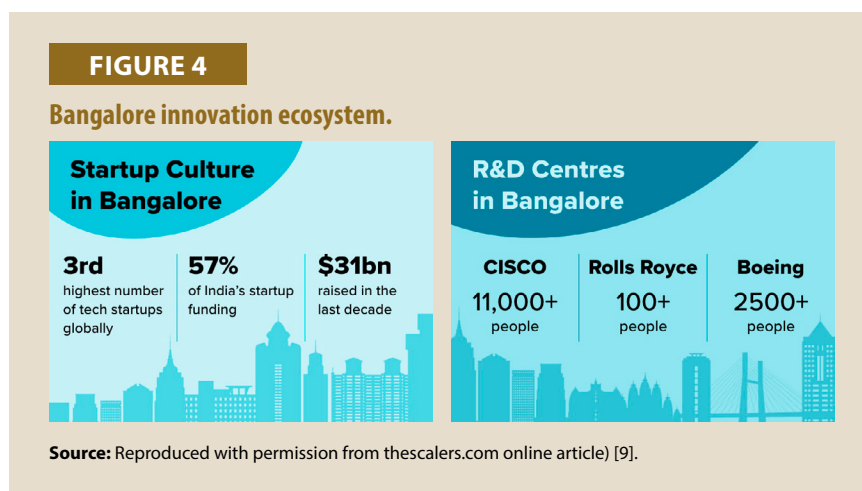 FIGURE 4
Bangalore innovation ecosystem.
Startup Culture
in Bangalore
3rd
highest number
of tech startups
globally
57%
of India's startup
funding
$31bn
raised in the
last decade
R&D Centres
in Bangalore
CISCO
11,000+
people
Rolls Royce
100+
people
Boeing
2500+
people
Source: Reproduced with permission from thescalers.com online article) [9].